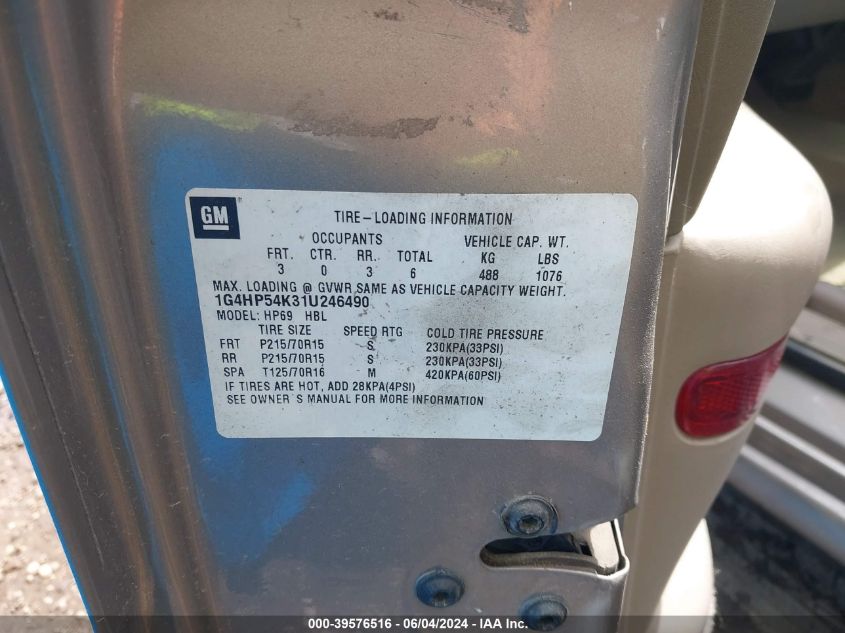 GM
TIRE-LOADING INFORMATION
OCCUPANTS VEHICLE CAP. WT.
FRT. CTR. RR. TOTAL KG LBS
3 0 3 6 488 1076
MAX. LOADING @ GVWR SAME AS VEHICLE CAPACITY WEIGHT.
1G4HP54K31U246490
MODEL: HP69 HBL
TIRE SIZE SPEED RTG COLD TIRE PRESSURE
FRT P215/70R15 S 230KPA(33PSI)
RR P215/70R15 S 230KPA(33PSI)
SPA T125/70R16 M 420KPA(60PSI)
IF TIRES ARE HOT, ADD 28KPA(4PSI)
SEE OWNER'S MANUAL FOR MORE INFORMATION
000-39576516 - 06/04/2024 - IAA Inc.